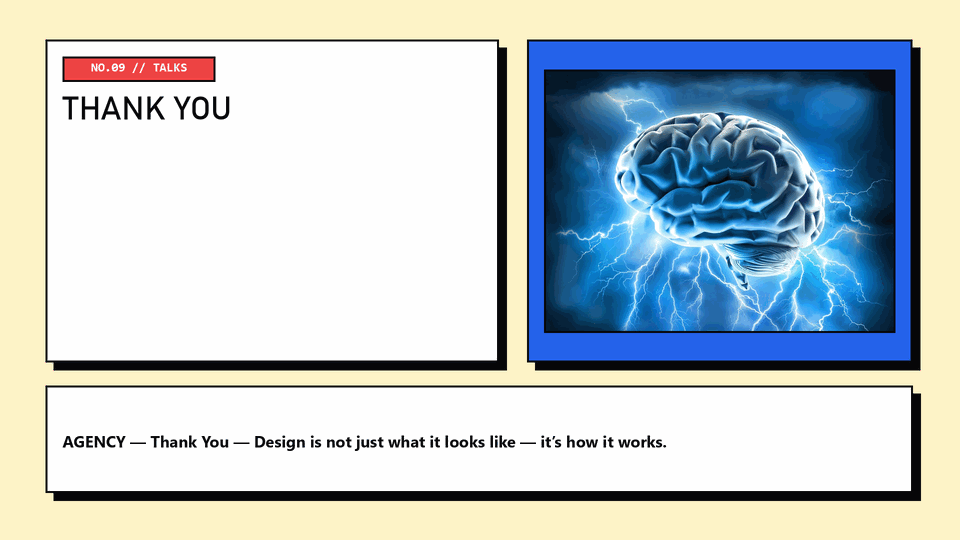 NO.09 // TALKS
THANK YOU
AGENCY — Thank You — Design is not just what it looks like — it’s how it works.